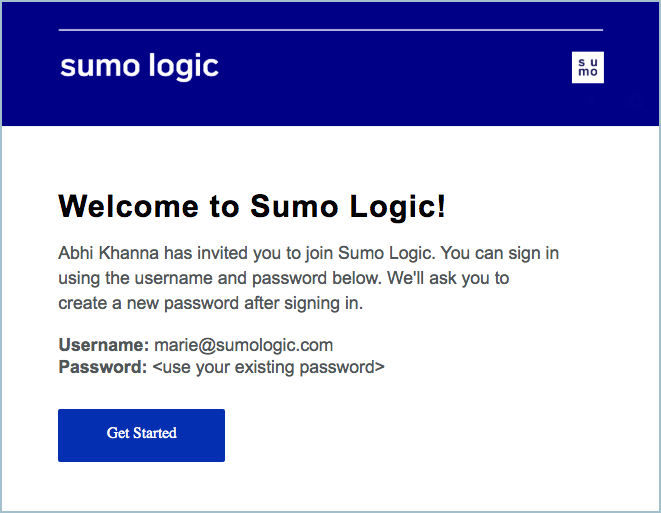 sumo logic
su
mo
Welcome to Sumo Logic!
Abhi Khanna has invited you to join Sumo Logic. You can sign in
using the username and password below. We'll ask you to
create a new password after signing in.
Username: marie@sumologic.com
Password: <use your existing password>
Get Started